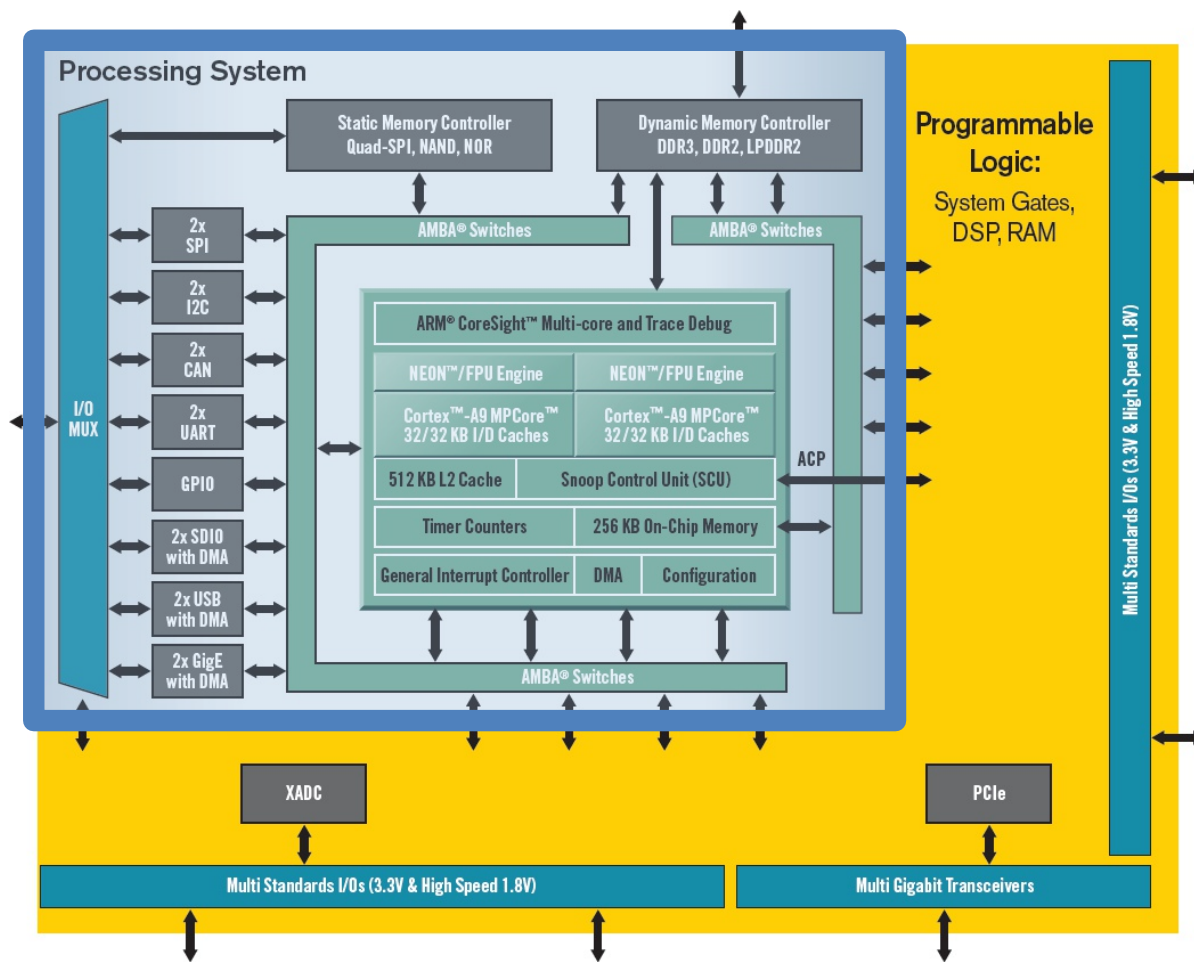 Processing System
Static Memory Controller
Quad-SPI, NAND, NOR
Dynamic Memory Controller
DDR3, DDR2, LPDDR2
Programmable
Logic:
System Gates,
DSP, RAM
AMBA® Switches
AMBA® Switches
2x
SPI
2x
I2C
2x
CAN
2x
UART
GPIO
2x SDIO
with DMA
2x USB
with DMA
2x GigE
with DMA
I/O
MUX
ARM® CoreSight™ Multi-core and Trace Debug
NEON™/FPU Engine
NEON™/FPU Engine
Cortex™-A9 MPCore™
32/32 KB I/D Caches
Cortex™-A9 MPCore™
32/32 KB I/D Caches
512 KB L2 Cache
Snoop Control Unit (SCU)
ACP
Timer Counters
256 KB On-Chip Memory
General Interrupt Controller
DMA
Configuration
AMBA® Switches
Multi Standards I/Os (3.3V & High Speed 1.8V)
XADC
PCIe
Multi Standards I/Os (3.3V & High Speed 1.8V)
Multi Gigabit Transceivers